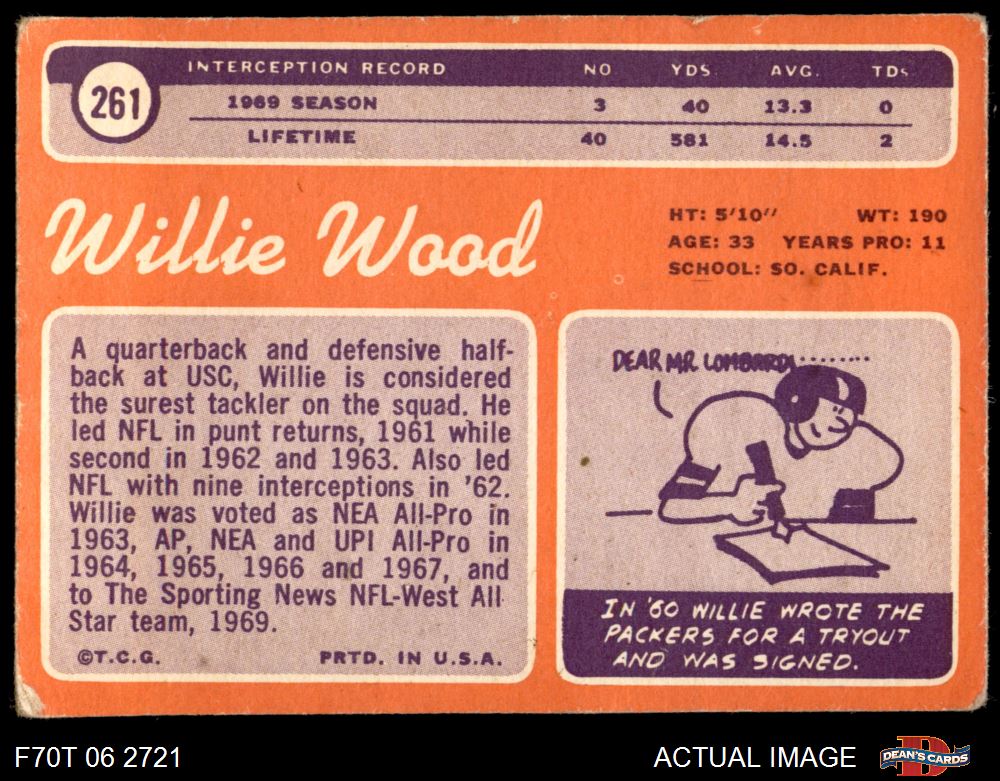 INTERCEPTION RECORD NO YDS. AVG. TDS
261
1969 SEASON 3 40 13.3 0
LIFETIME 40 581 14.5 2
Willie Wood
HT: 5'10" WT: 190
AGE: 33 YEARS PRO: 11
SCHOOL: SO. CALIF.
A quarterback and defensive half-
back at USC, Willie is considered
the surest tackler on the squad. He
led NFL in punt returns, 1961 while
second in 1962 and 1963. Also led
NFL with nine interceptions in '62.
Willie was voted as NEA All-Pro in
1963, AP, NEA and UPI All-Pro in
1964, 1965, 1966 and 1967, and
to The Sporting News NFL-West All
Star team, 1969.
©T.C.G. PRTD. IN U.S.A.
DEAR MR. LOMBARDI........
IN '60 WILLIE WROTE THE
PACKERS FOR A TRYOUT
AND WAS SIGNED.
F70T 06 2721 ACTUAL IMAGE
D
DEAN'S CARDS